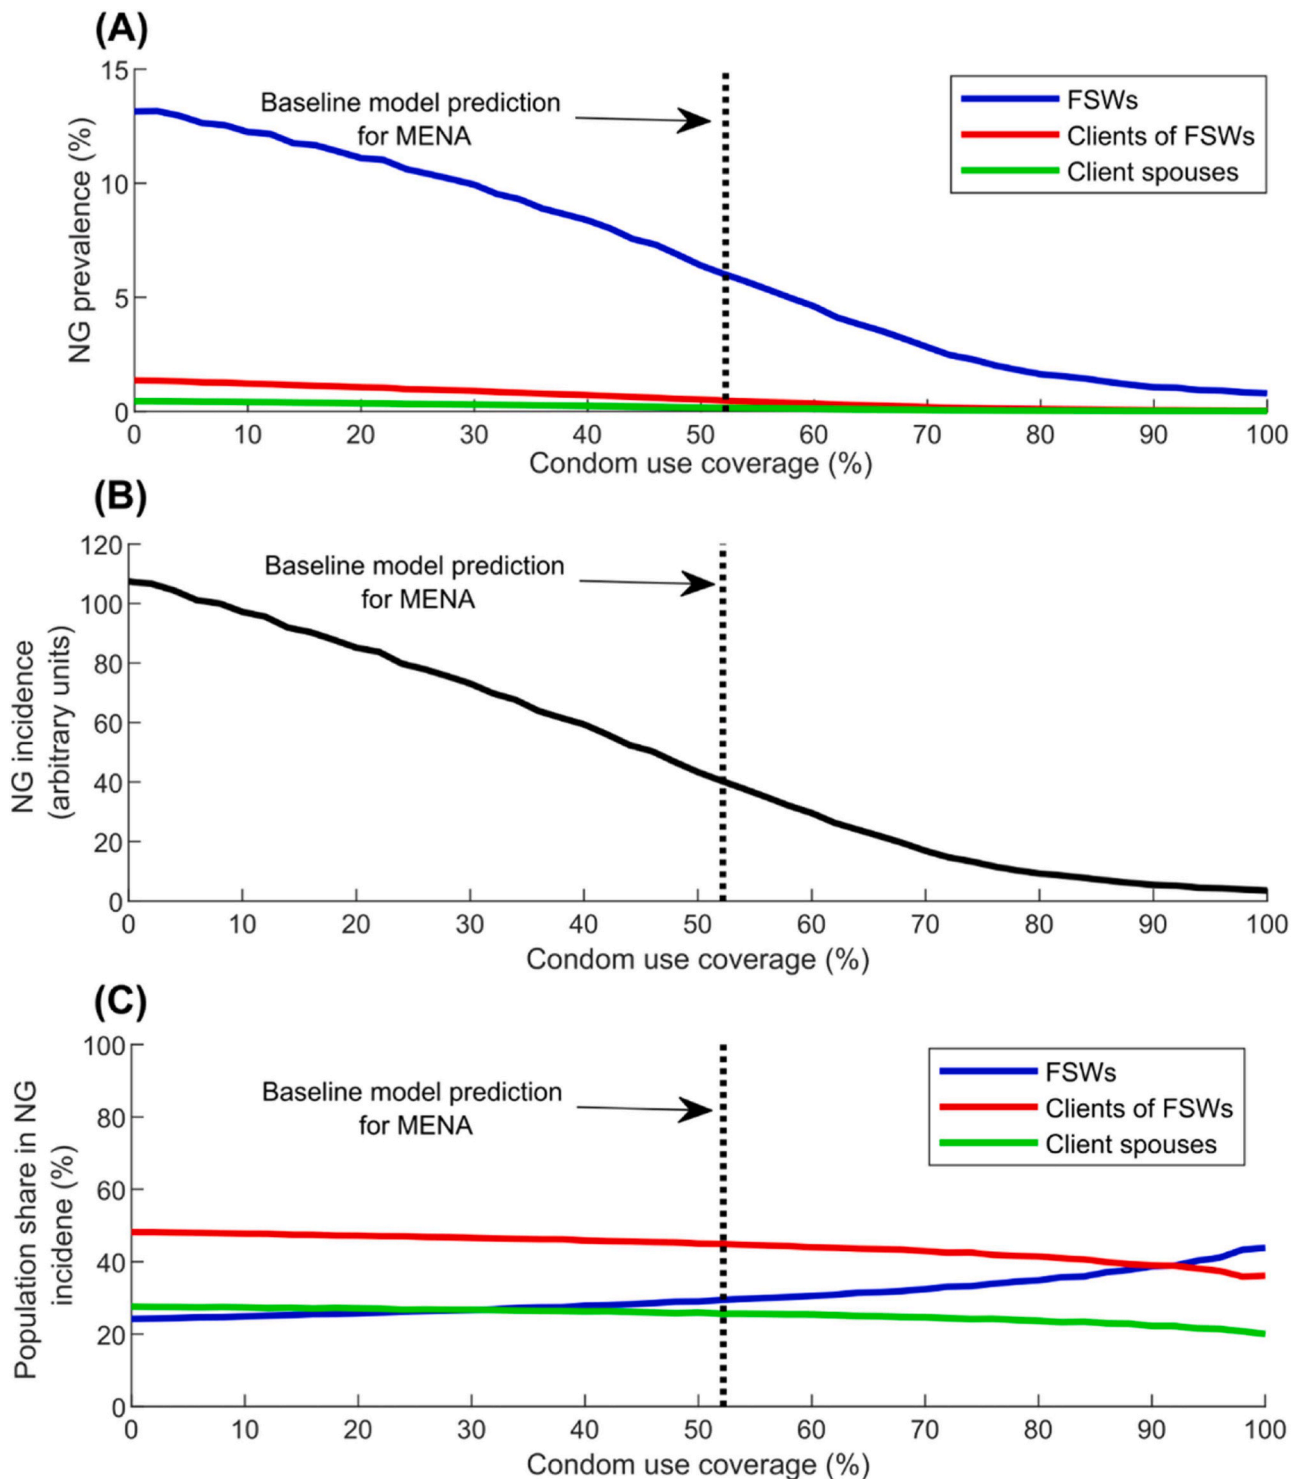 (A)
15
10
5
0
NG prevalence (%)
Baseline model prediction
for MENA
FSWs
Clients of FSWs
Client spouses
0 10 20 30 40 50 60 70 80 90 100
Condom use coverage (%)
(B)
120
100
80
60
40
20
0
NG incidence
(arbitrary units)
Baseline model prediction
for MENA
0 10 20 30 40 50 60 70 80 90 100
Condom use coverage (%)
(C)
100
80
60
40
20
0
Population share in NG
incidene (%)
Baseline model prediction
for MENA
FSWs
Clients of FSWs
Client spouses
0 10 20 30 40 50 60 70 80 90 100
Condom use coverage (%)